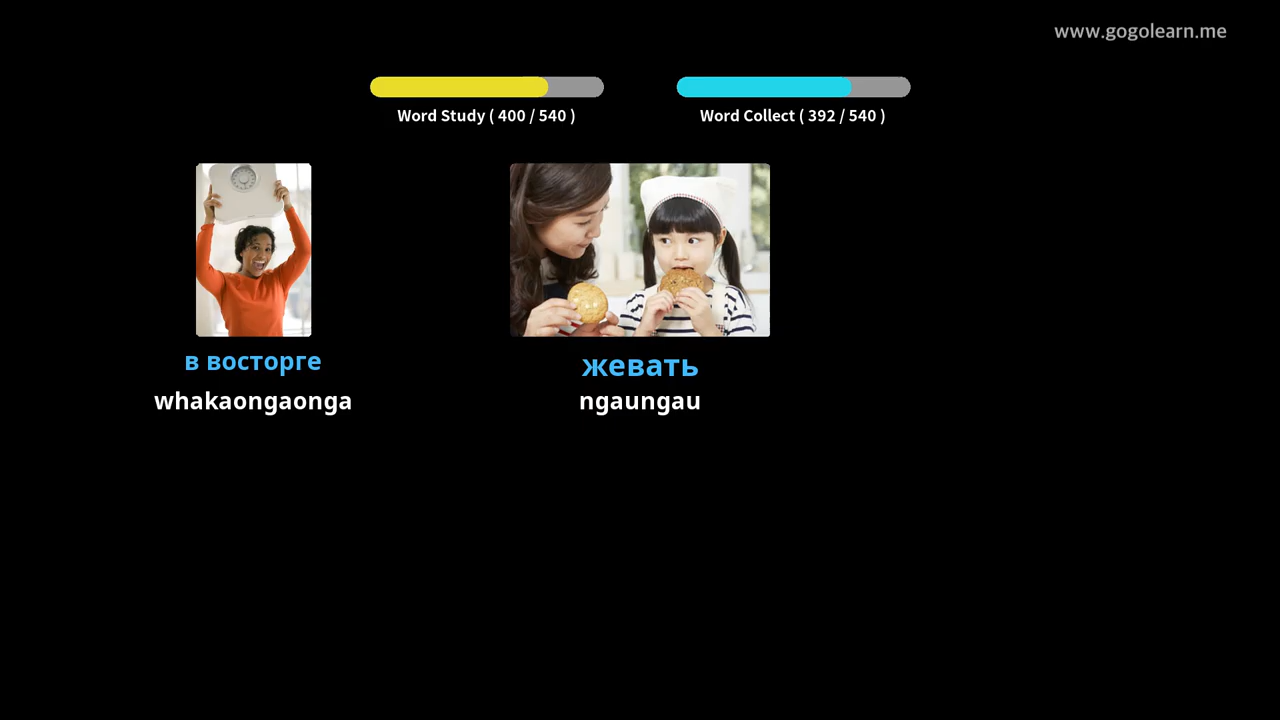 www.gogolearn.me
Word Study ( 400 / 540 )
Word Collect ( 392 / 540 )
в восторге
whakaongaonga
жевать
ngaungau